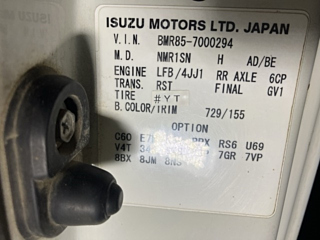 ISUZU MOTORS LTD. JAPAN
V.I.N. BMR85-7000294
M.D. NMR1SN H AD/BE
ENGINE LFB/4JJ1 RR AXLE 6CP
TRANS. RST FINAL GV1
TIRE #YT
B.COLOR/TRIM 729/155
OPTION
C60 RS6 U69
V4T 7GR 7VP
8BX 8JM